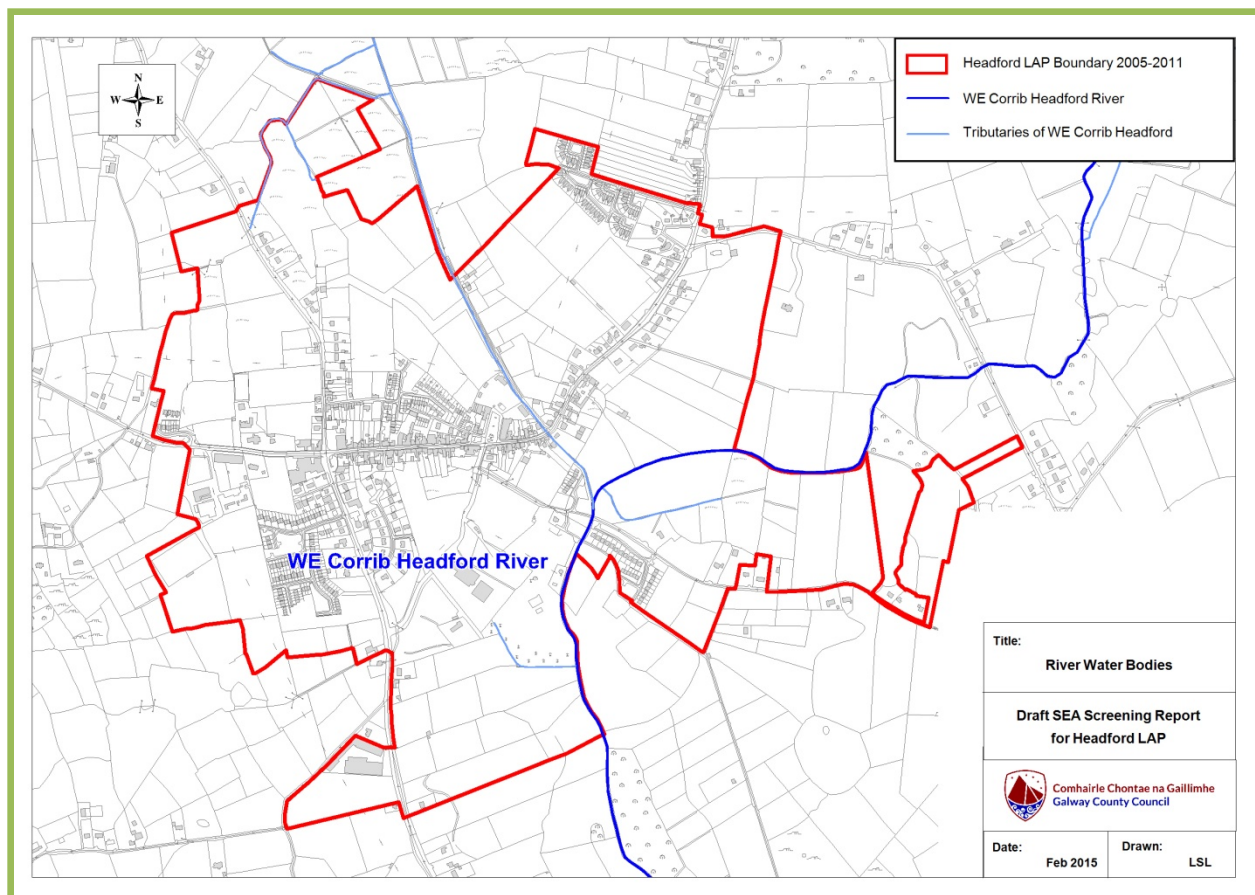 N
W E
S
Headford LAP Boundary 2005-2011
WE Corrib Headford River
Tributaries of WE Corrib Headford
WE Corrib Headford River
Title:
River Water Bodies
Draft SEA Screening Report
for Headford LAP
Comhairle Chontae na Gaillimhe
Galway County Council
Date:
Feb 2015
Drawn:
LSL